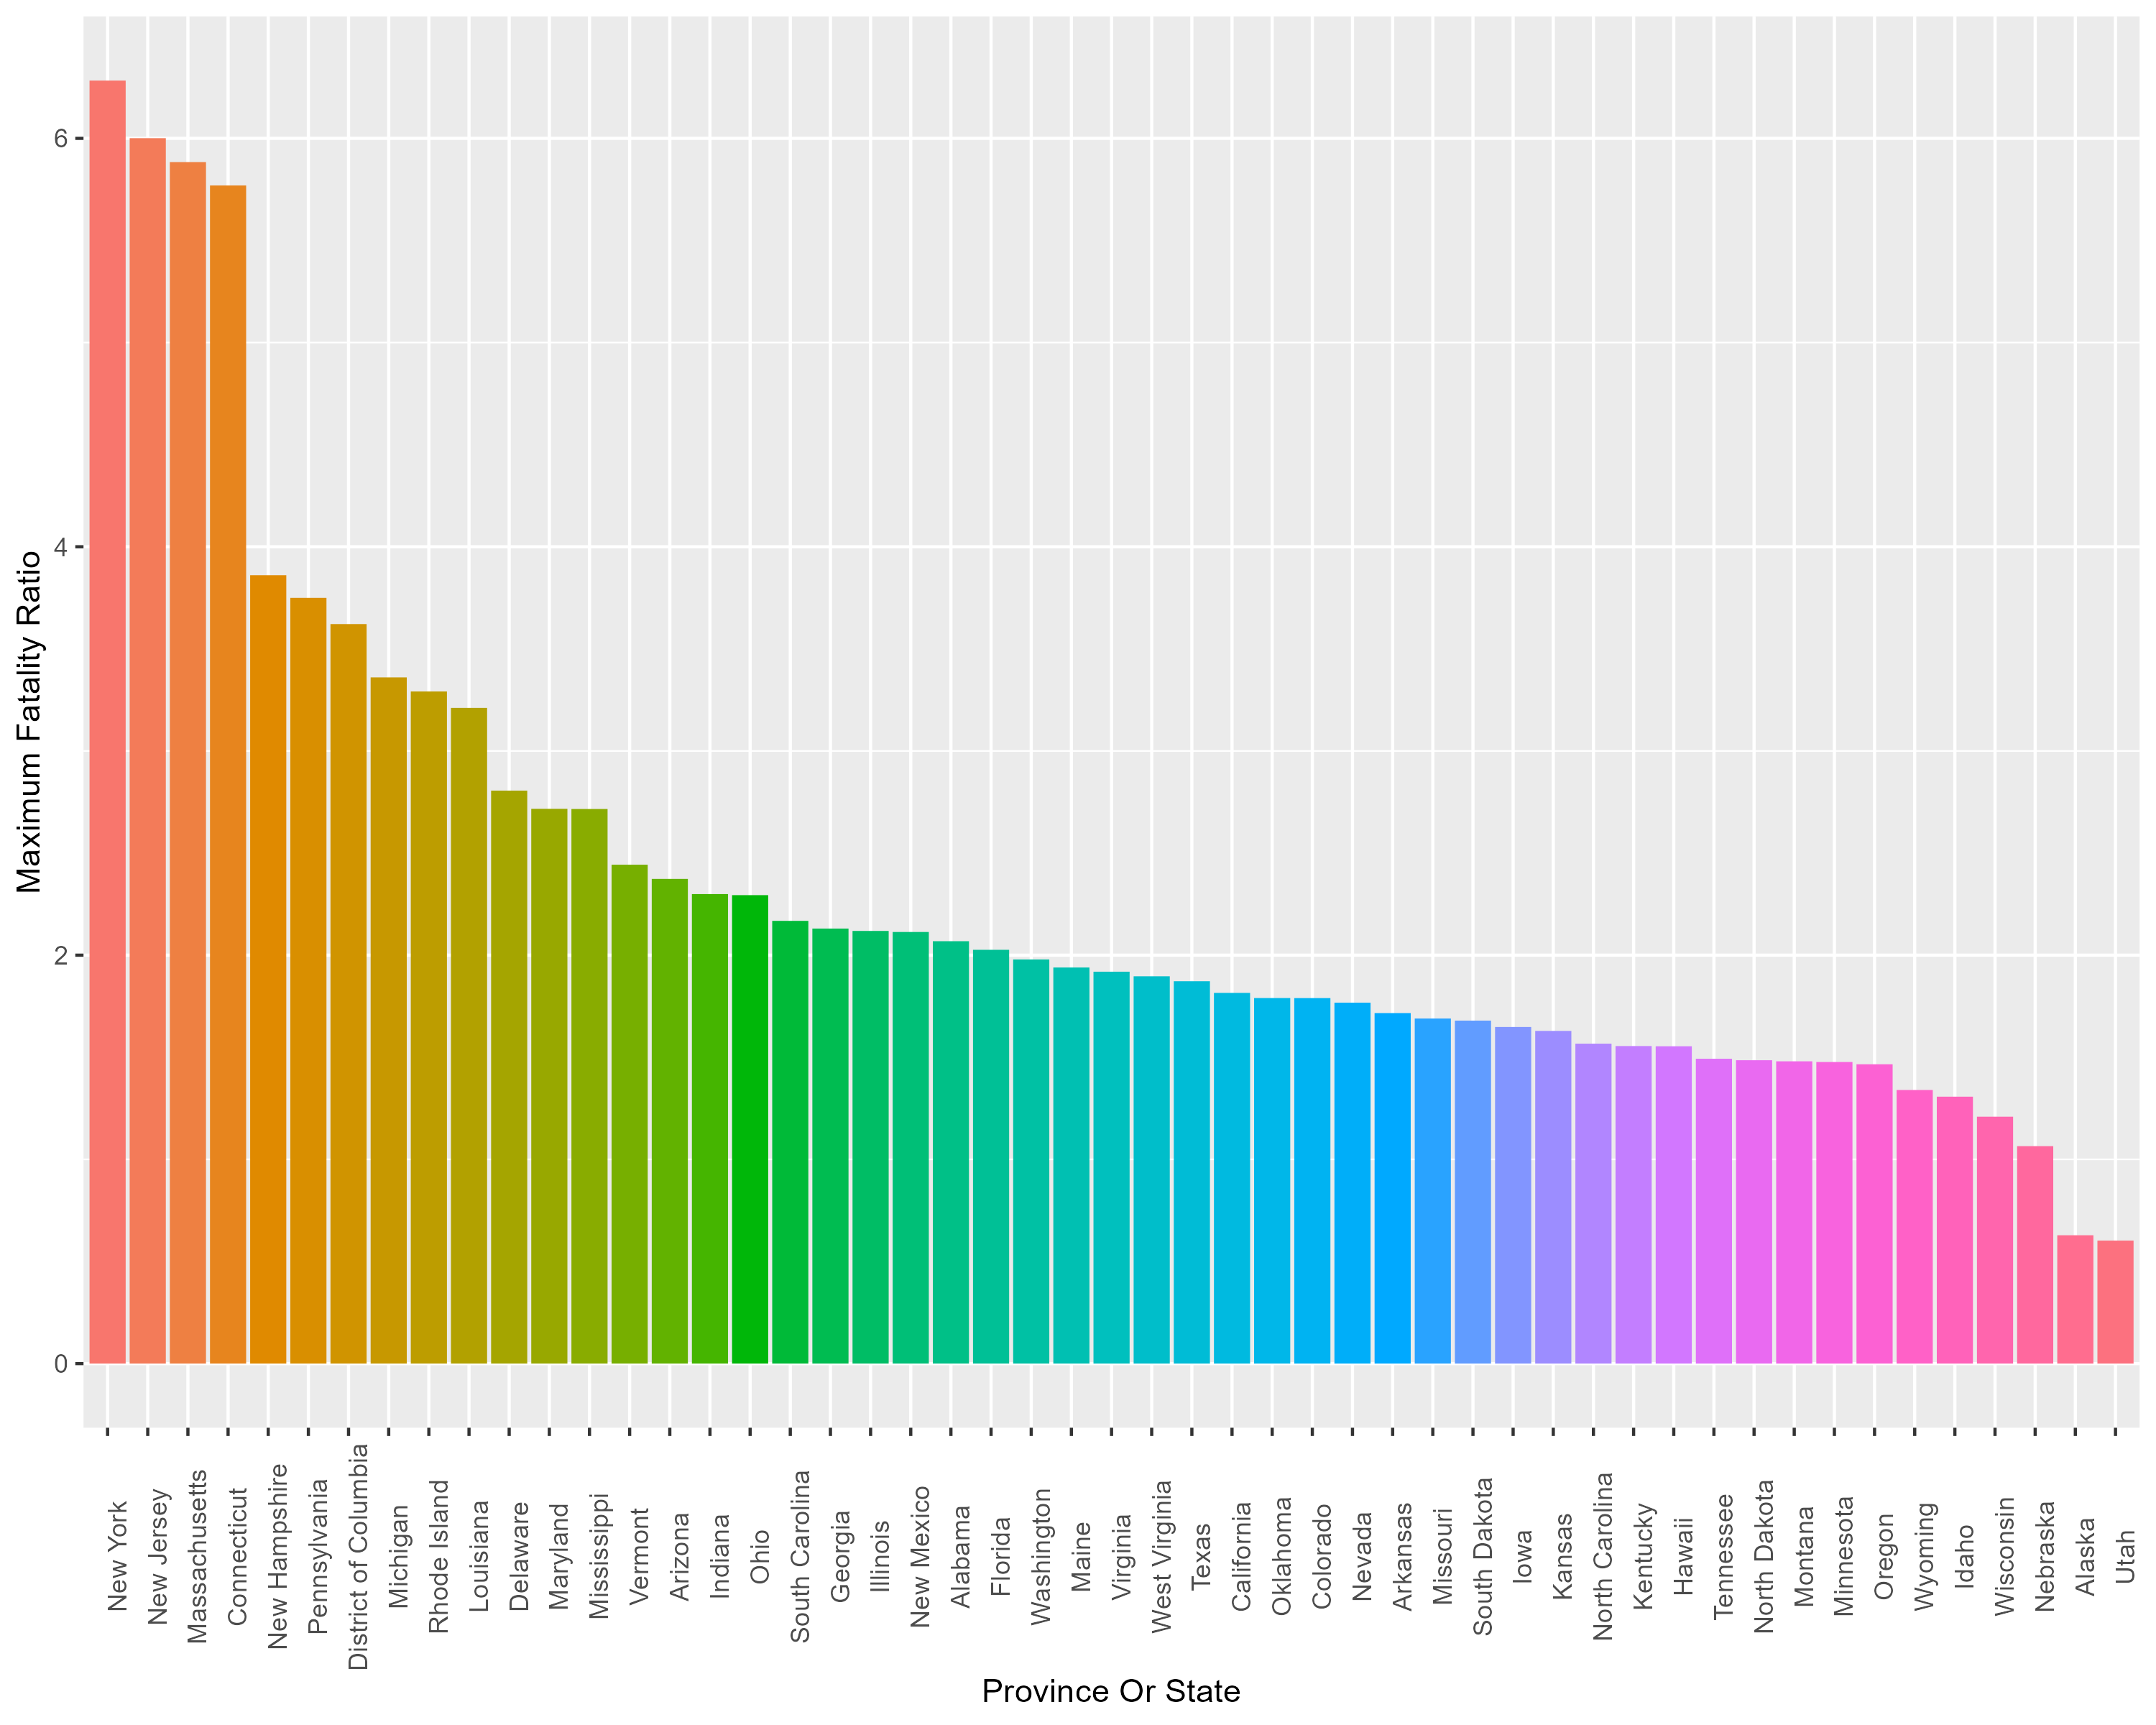 Maximum Fatality Ratio
6
4
2
0
New York
New Jersey
Massachusetts
Connecticut
New Hampshire
Pennsylvania
District of Columbia
Michigan
Rhode Island
Louisiana
Delaware
Maryland
Mississippi
Vermont
Arizona
Indiana
Ohio
South Carolina
Georgia
Illinois
New Mexico
Alabama
Florida
Washington
Maine
Virginia
West Virginia
Texas
California
Oklahoma
Colorado
Nevada
Arkansas
Missouri
South Dakota
Iowa
Kansas
North Carolina
Kentucky
Hawaii
Tennessee
North Dakota
Montana
Minnesota
Oregon
Wyoming
Idaho
Wisconsin
Nebraska
Alaska
Utah
Province Or State